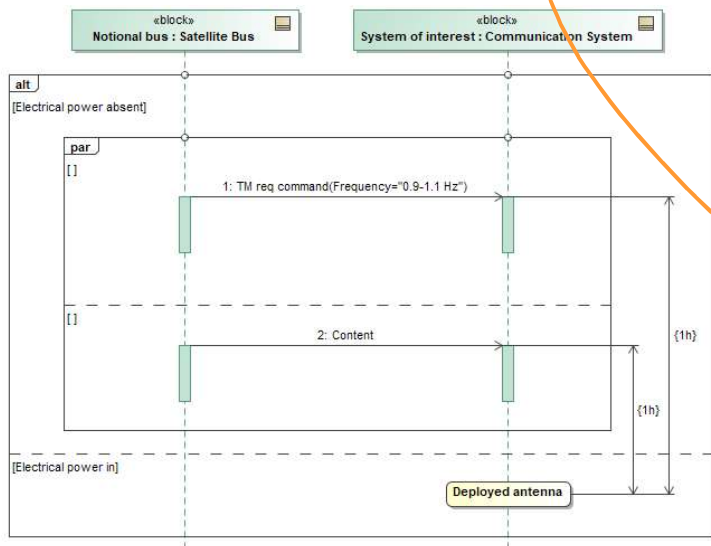 «block»
Notional bus : Satellite Bus
«block»
System of interest : Communication System
alt
[Electrical power absent]
par
[ ]
1: TM req command(Frequency="0.9-1.1 Hz")
[ ]
2: Content
{1h}
{1h}
[Electrical power in]
Deployed antenna